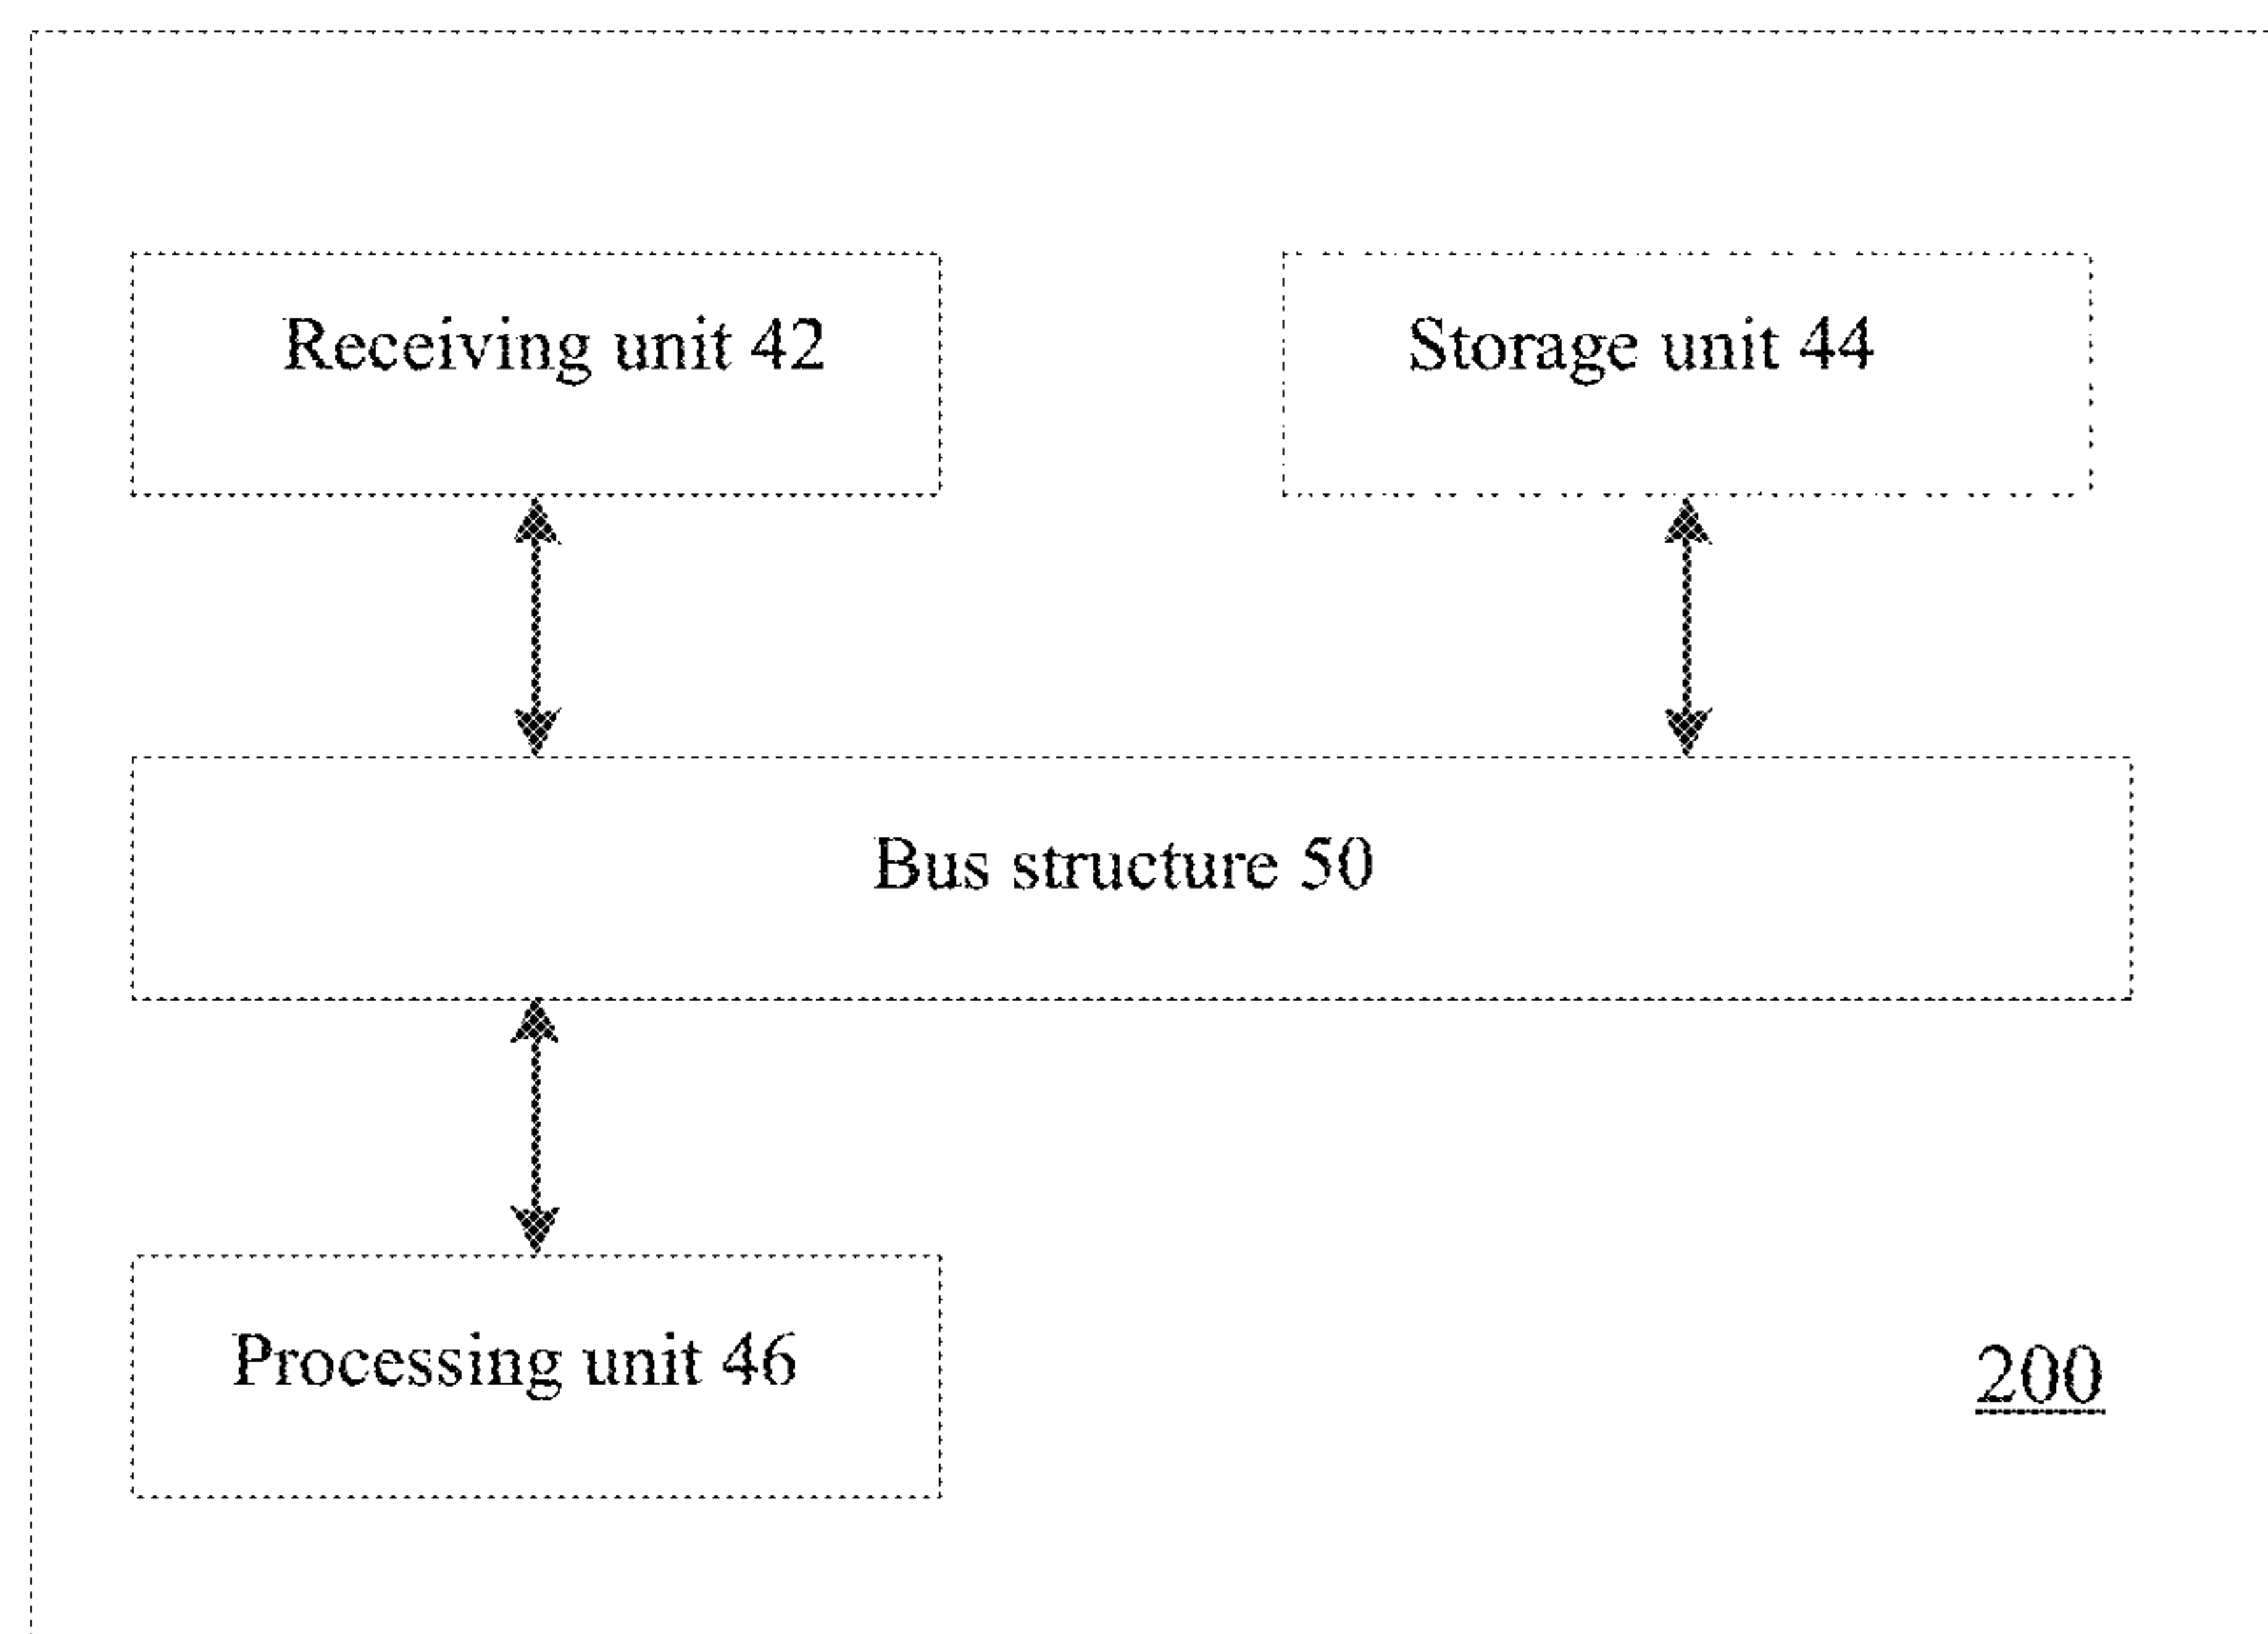 Receiving unit 42
Storage unit 44
Bus structure 50
Processing unit 46
200